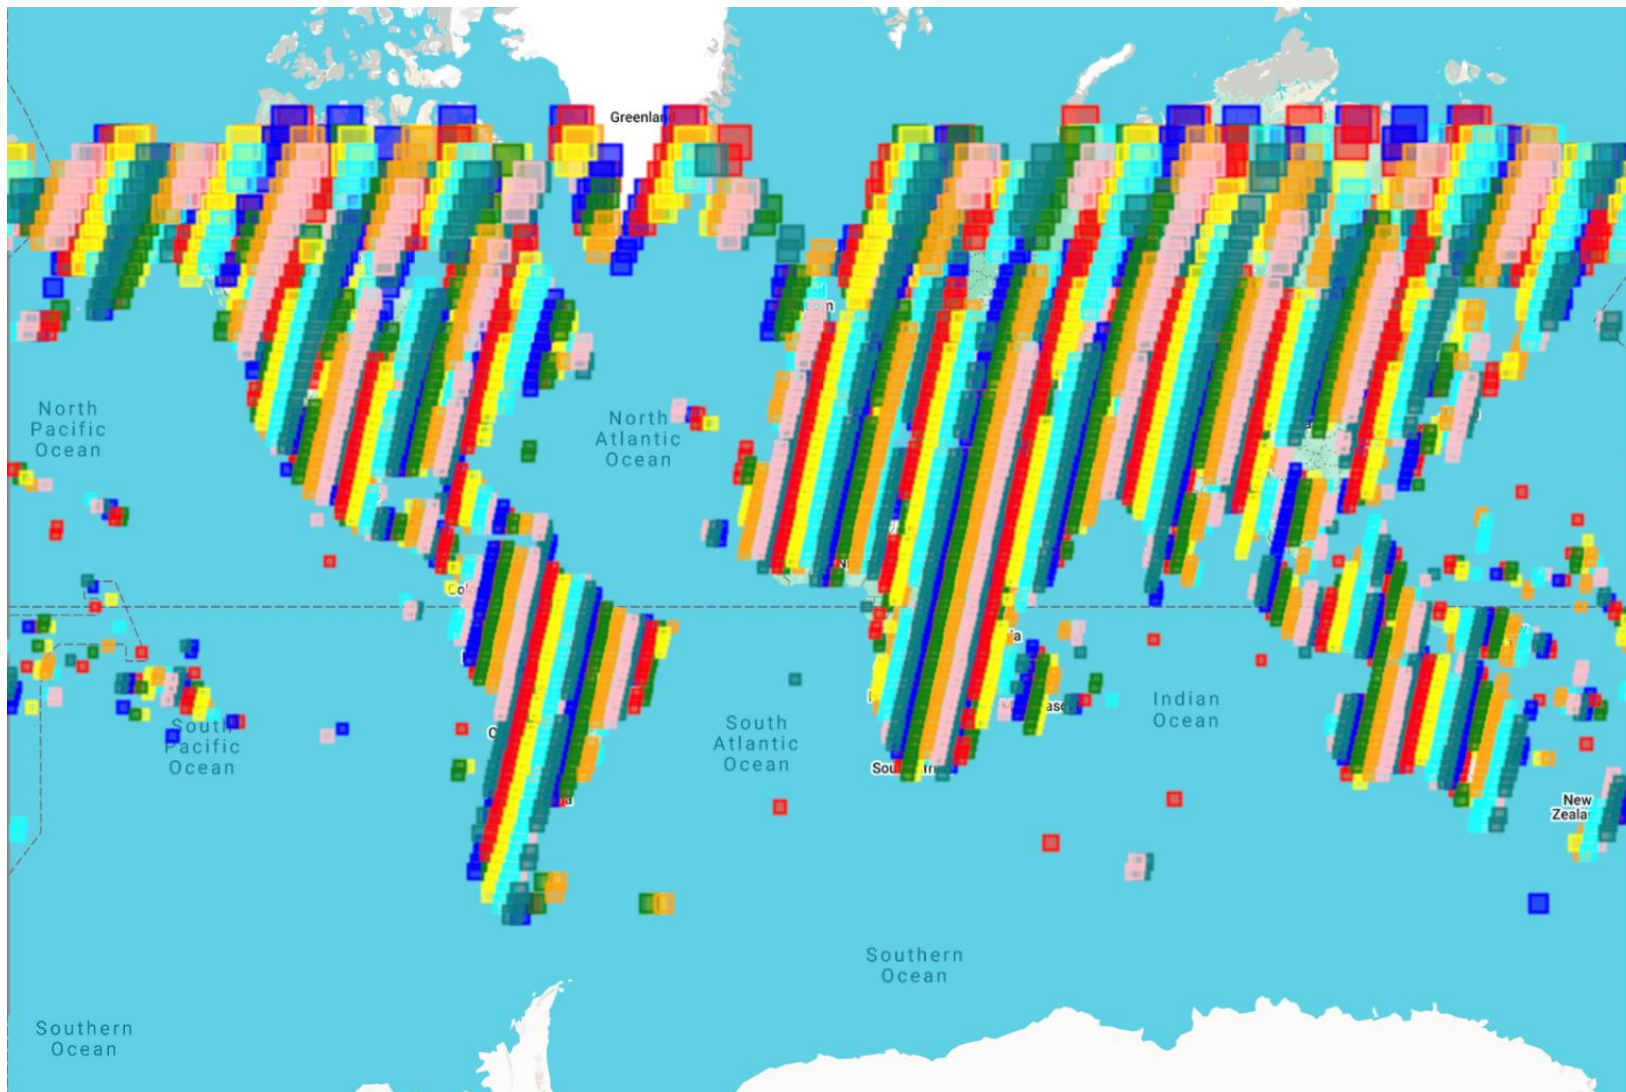 Greenland
North
Pacific
Ocean
North
Atlantic
Ocean
South
Pacific
Ocean
South
Atlantic
Ocean
Indian
Ocean
New
Southern
Ocean
Southern
Ocean